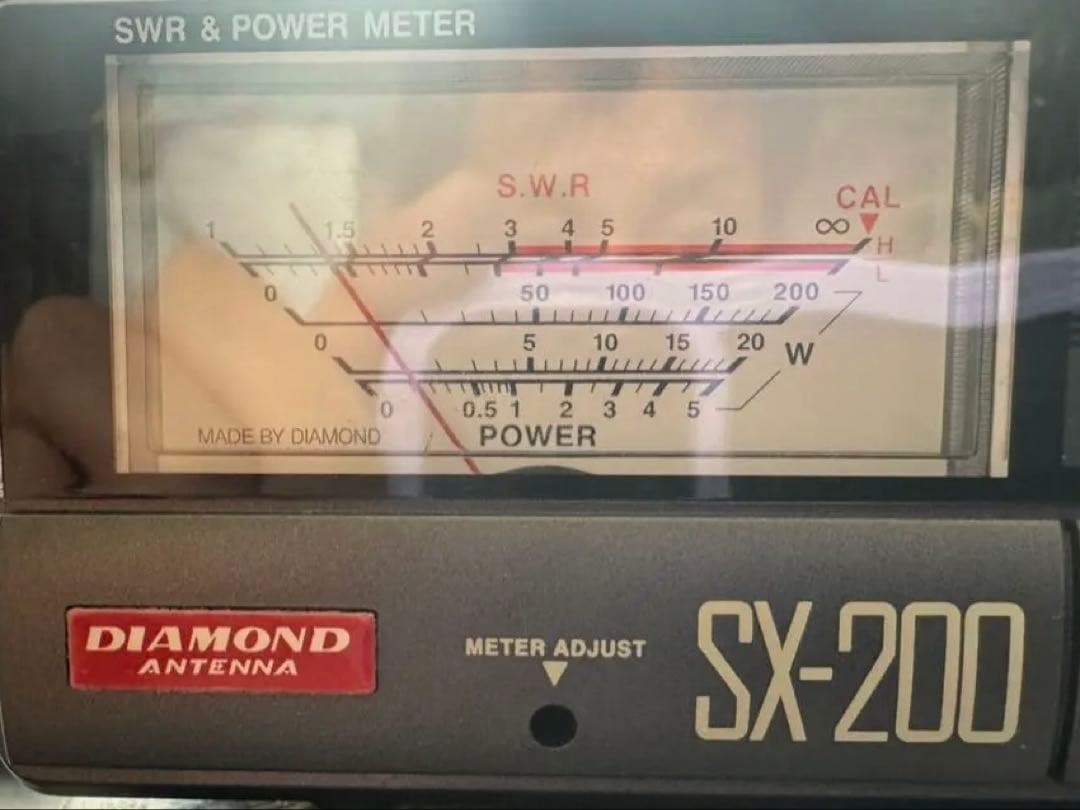 SWR & POWER METER
S.W.R
CAL
1 1.5 2 3 4 5 10 ∞
H
L
0 50 100 150 200
0 5 10 15 20 W
0 0.5 1 2 3 4 5
MADE BY DIAMOND POWER
DIAMOND
ANTENNA
METER ADJUST
SX-200